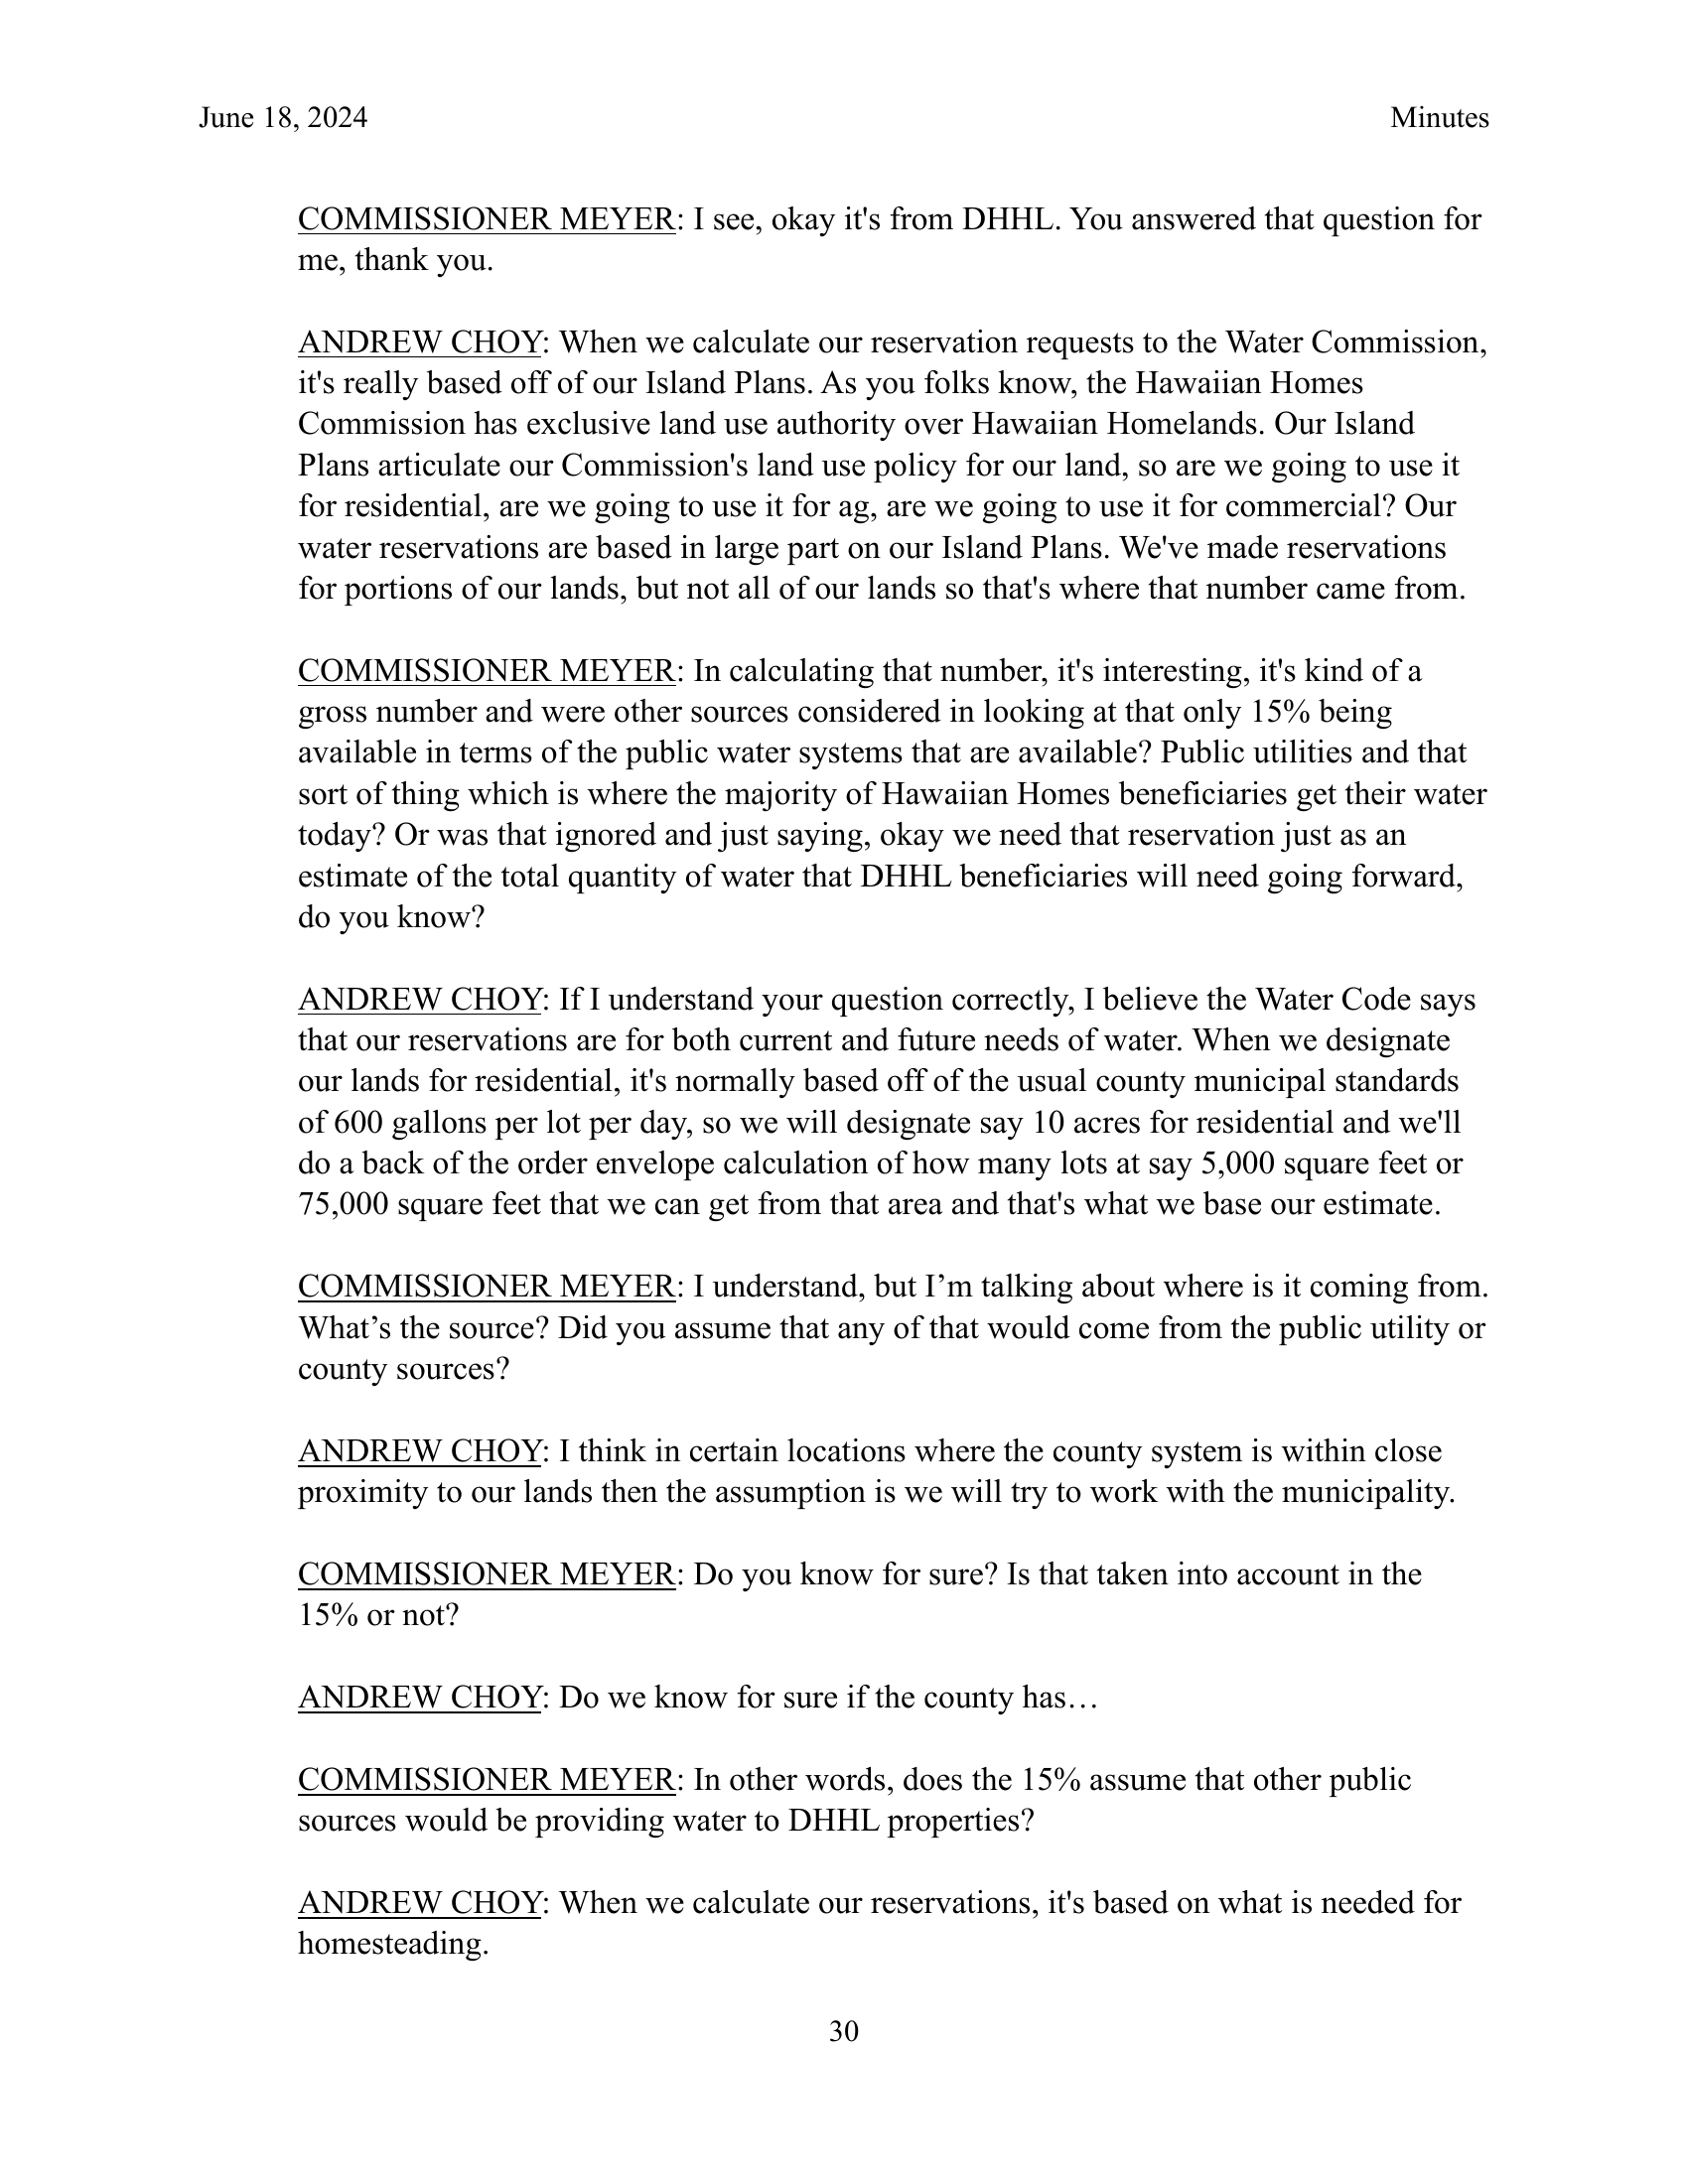 June 18, 2024 Minutes
COMMISSIONER MEYER: I see, okay it's from DHHL. You answered that question for
me, thank you.
ANDREW CHOY: When we calculate our reservation requests to the Water Commission,
it's really based off of our Island Plans. As you folks know, the Hawaiian Homes
Commission has exclusive land use authority over Hawaiian Homelands. Our Island
Plans articulate our Commission's land use policy for our land, so are we going to use it
for residential, are we going to use it for ag, are we going to use it for commercial? Our
water reservations are based in large part on our Island Plans. We've made reservations
for portions of our lands, but not all of our lands so that's where that number came from.
COMMISSIONER MEYER: In calculating that number, it's interesting, it's kind of a
gross number and were other sources considered in looking at that only 15% being
available in terms of the public water systems that are available? Public utilities and that
sort of thing which is where the majority of Hawaiian Homes beneficiaries get their water
today? Or was that ignored and just saying, okay we need that reservation just as an
estimate of the total quantity of water that DHHL beneficiaries will need going forward,
do you know?
ANDREW CHOY: If I understand your question correctly, I believe the Water Code says
that our reservations are for both current and future needs of water. When we designate
our lands for residential, it's normally based off of the usual county municipal standards
of 600 gallons per lot per day, so we will designate say 10 acres for residential and we'll
do a back of the order envelope calculation of how many lots at say 5,000 square feet or
75,000 square feet that we can get from that area and that's what we base our estimate.
COMMISSIONER MEYER: I understand, but I’m talking about where is it coming from.
What’s the source? Did you assume that any of that would come from the public utility or
county sources?
ANDREW CHOY: I think in certain locations where the county system is within close
proximity to our lands then the assumption is we will try to work with the municipality.
COMMISSIONER MEYER: Do you know for sure? Is that taken into account in the
15% or not?
ANDREW CHOY: Do we know for sure if the county has…
COMMISSIONER MEYER: In other words, does the 15% assume that other public
sources would be providing water to DHHL properties?
ANDREW CHOY: When we calculate our reservations, it's based on what is needed for
homesteading.
30